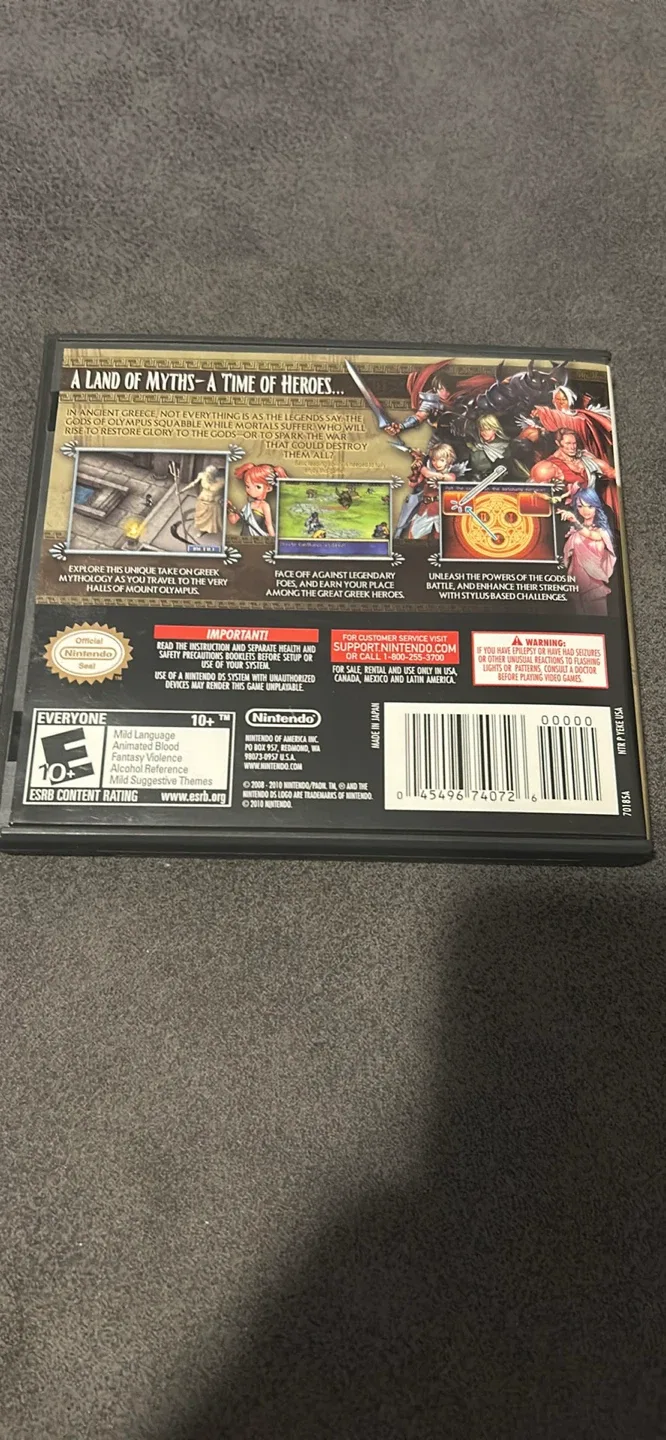 A LAND OF MYTHS–A TIME OF HEROES...
IN ANCIENT GREECE, NOT EVERYTHING IS AS THE LEGENDS SAY. THE
GODS OF OLYMPUS SQUABBLE WHILE MORTALS SUFFER! WHO WILL
RISE TO RESTORE GLORY TO THE GODS—OR TO SPARK THE WAR
THAT COULD DESTROY
THEM ALL?
EXPLORE THIS UNIQUE TAKE ON GREEK
MYTHOLOGY AS YOU TRAVEL TO THE VERY
HALLS OF MOUNT OLYMPUS.
FACE OFF AGAINST LEGENDARY
FOES, AND EARN YOUR PLACE
AMONG THE GREAT GREEK HEROES.
UNLEASH THE POWERS OF THE GODS IN
BATTLE, AND ENHANCE THEIR STRENGTH
WITH STYLUS-BASED CHALLENGES.
Official
Nintendo
Seal
TM
IMPORTANT!
READ THE INSTRUCTION AND SEPARATE HEALTH AND
SAFETY PRECAUTIONS BOOKLETS BEFORE SETUP OR
USE OF YOUR SYSTEM.
USE OF A NINTENDO DS SYSTEM WITH UNAUTHORIZED
DEVICES MAY RENDER THIS GAME UNPLAYABLE.
FOR CUSTOMER SERVICE VISIT
SUPPORT.NINTENDO.COM
OR CALL 1-800-255-3700
FOR SALE, RENTAL AND USE ONLY IN USA,
CANADA, MEXICO AND LATIN AMERICA.
WARNING:
IF YOU HAVE EPILEPSY OR HAVE HAD SEIZURES
OR OTHER UNUSUAL REACTIONS TO FLASHING
LIGHTS OR PATTERNS, CONSULT A DOCTOR
BEFORE PLAYING VIDEO GAMES.
EVERYONE 10+ ™
E
10+
Mild Language
Animated Blood
Fantasy Violence
Alcohol Reference
Mild Suggestive Themes
ESRB CONTENT RATING www.esrb.org
Nintendo
NINTENDO OF AMERICA INC.
PO BOX 957, REDMOND, WA
98073-0957 U.S.A.
WWW.NINTENDO.COM
© 2008 - 2010 NINTENDO/PAON. TM, ® AND THE
NINTENDO DS LOGO ARE TRADEMARKS OF NINTENDO.
© 2010 NINTENDO.
MADE IN JAPAN
00000
0 45496 74072 6
NTR P YEKE USA
70185A